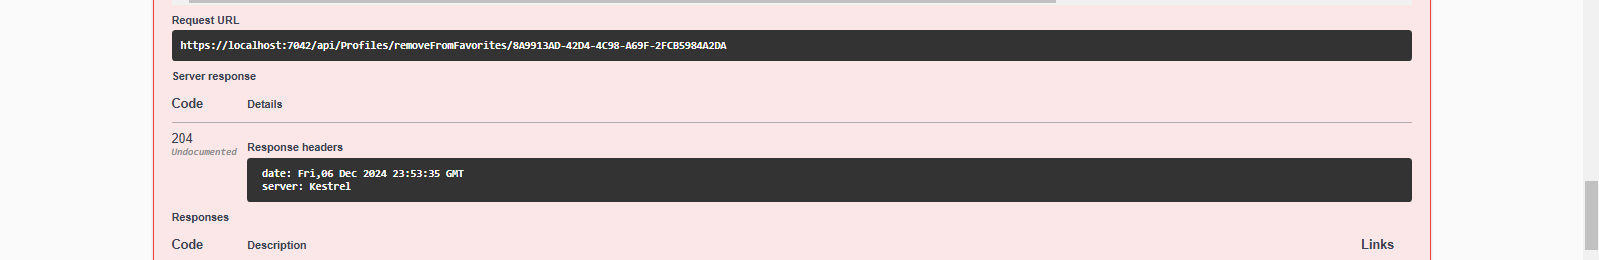 Request URL
https://localhost:7042/api/Profiles/removeFromFavorites/8A9913AD-42D4-4C98-A69F-2FCB5984A2DA
Server response
Code Details
204
Undocumented
Response headers
date: Fri,06 Dec 2024 23:53:35 GMT
server: Kestrel
Responses
Code Description Links